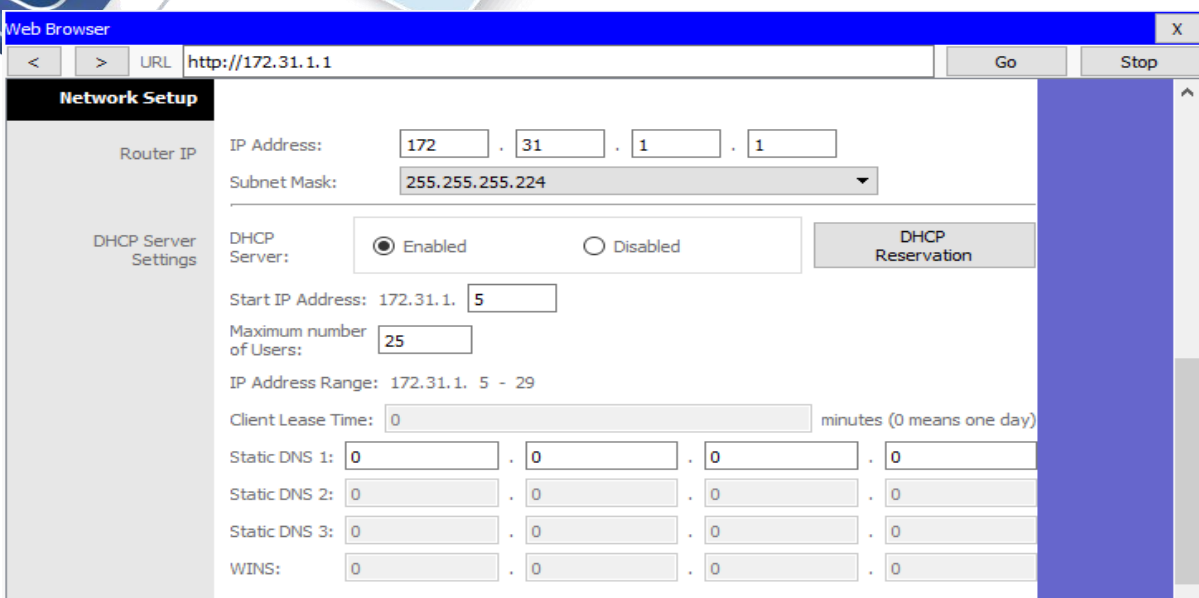 Web Browser X
< > URL http://172.31.1.1 Go Stop
Network Setup
Router IP
IP Address: 172 . 31 . 1 . 1
Subnet Mask: 255.255.255.224
DHCP Server
Settings
DHCP
Server: Enabled Disabled
DHCP
Reservation
Start IP Address: 172.31.1. 5
Maximum number
of Users: 25
IP Address Range: 172.31.1. 5 - 29
Client Lease Time: 0 minutes (0 means one day)
Static DNS 1: 0 . 0 . 0 . 0
Static DNS 2: 0 . 0 . 0 . 0
Static DNS 3: 0 . 0 . 0 . 0
WINS: 0 . 0 . 0 . 0